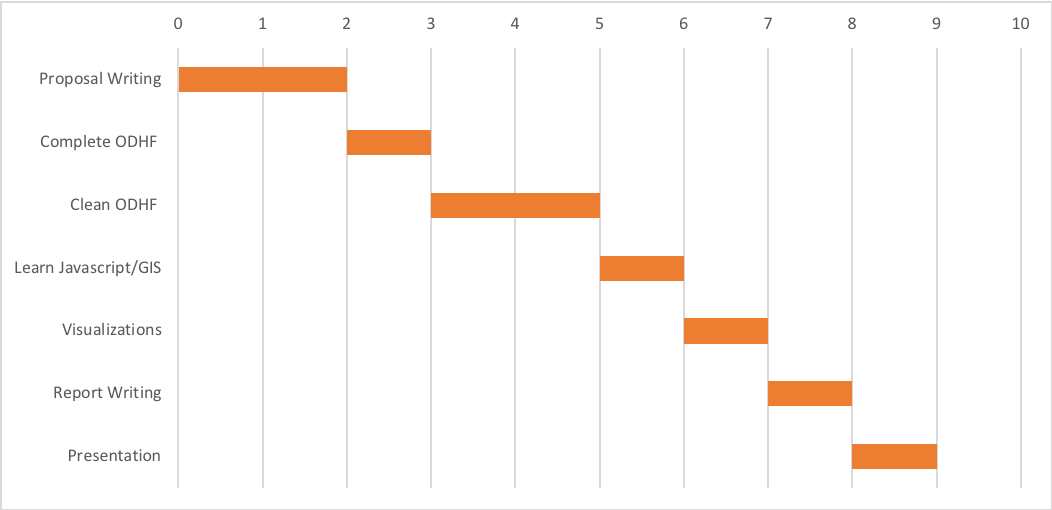 0 1 2 3 4 5 6 7 8 9 10
Proposal Writing
Complete ODHF
Clean ODHF
Learn Javascript/GIS
Visualizations
Report Writing
Presentation